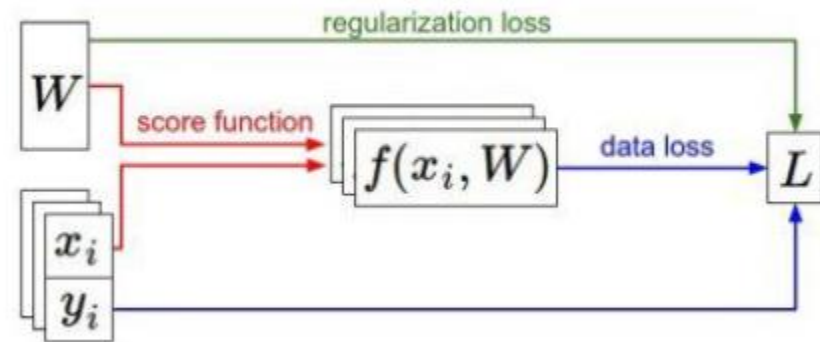 regularization loss
W
score function
f(x_i, W)
data loss
L
x_i
y_i